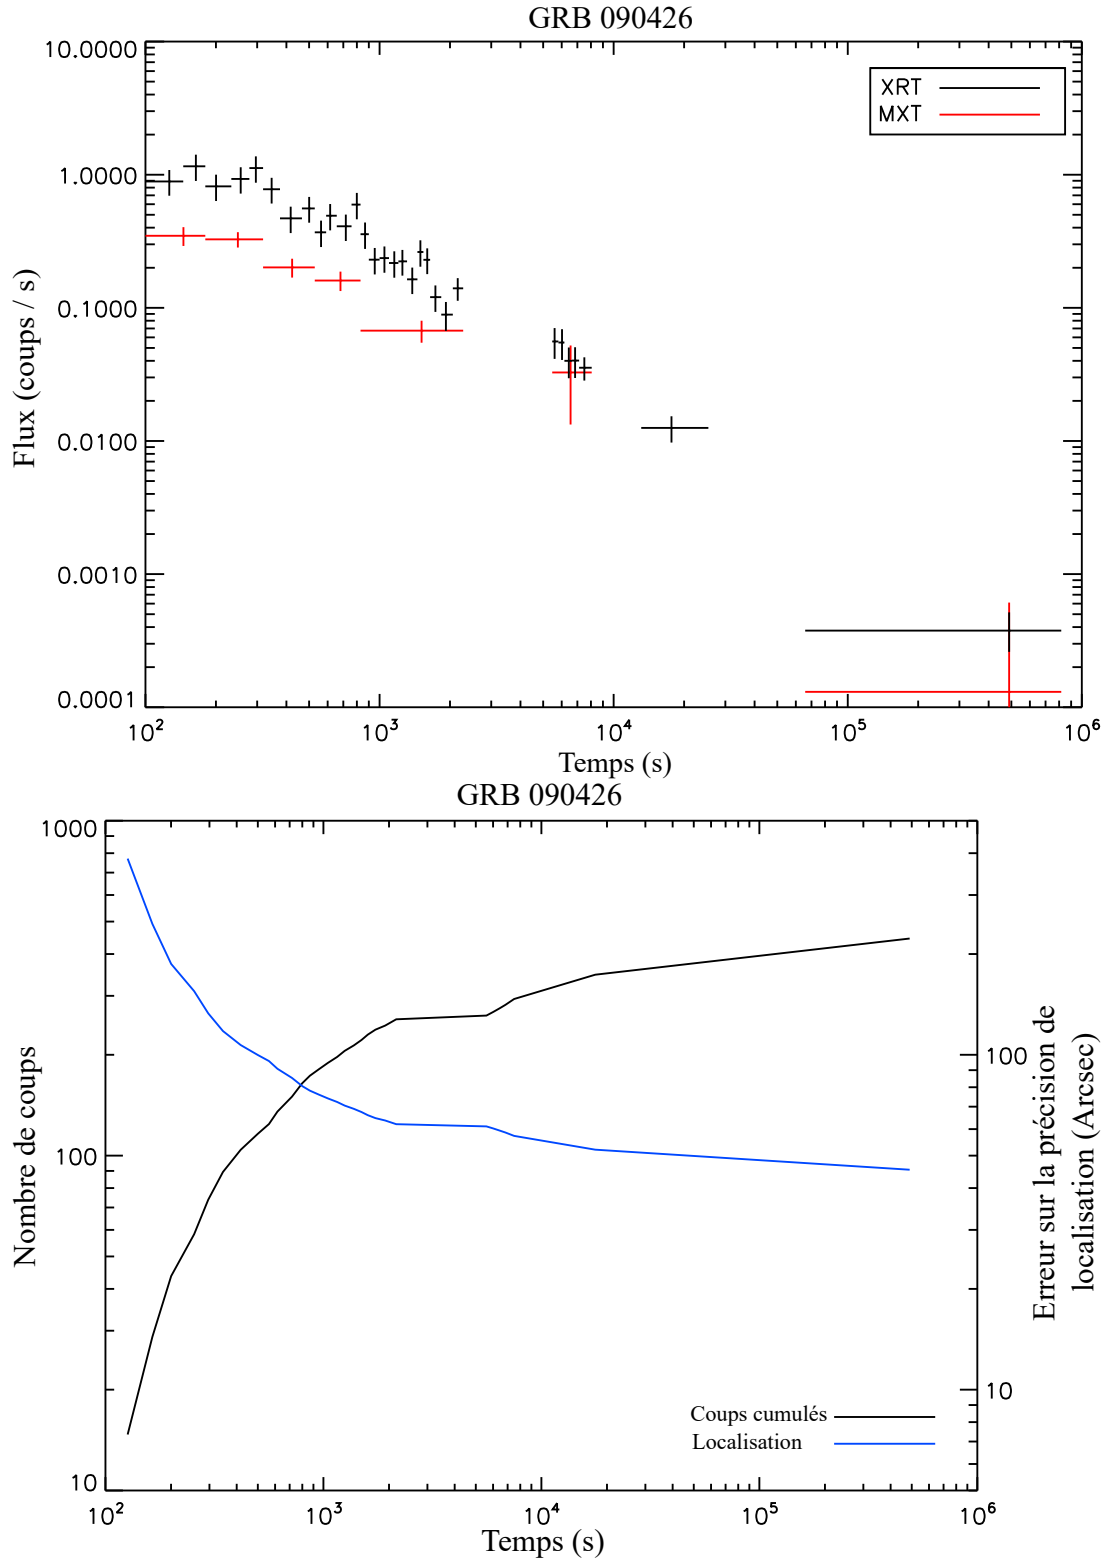 GRB 090426
10.0000
1.0000
0.1000
0.0100
0.0010
0.0001
Flux (coups / s)
XRT
MXT
10² 10³ 10⁴ 10⁵ 10⁶
Temps (s)
GRB 090426
1000
100
10
Nombre de coups
100
10
Erreur sur la précision de
localisation (Arcsec)
Coups cumulés
Localisation
10² 10³ 10⁴ 10⁵ 10⁶
Temps (s)